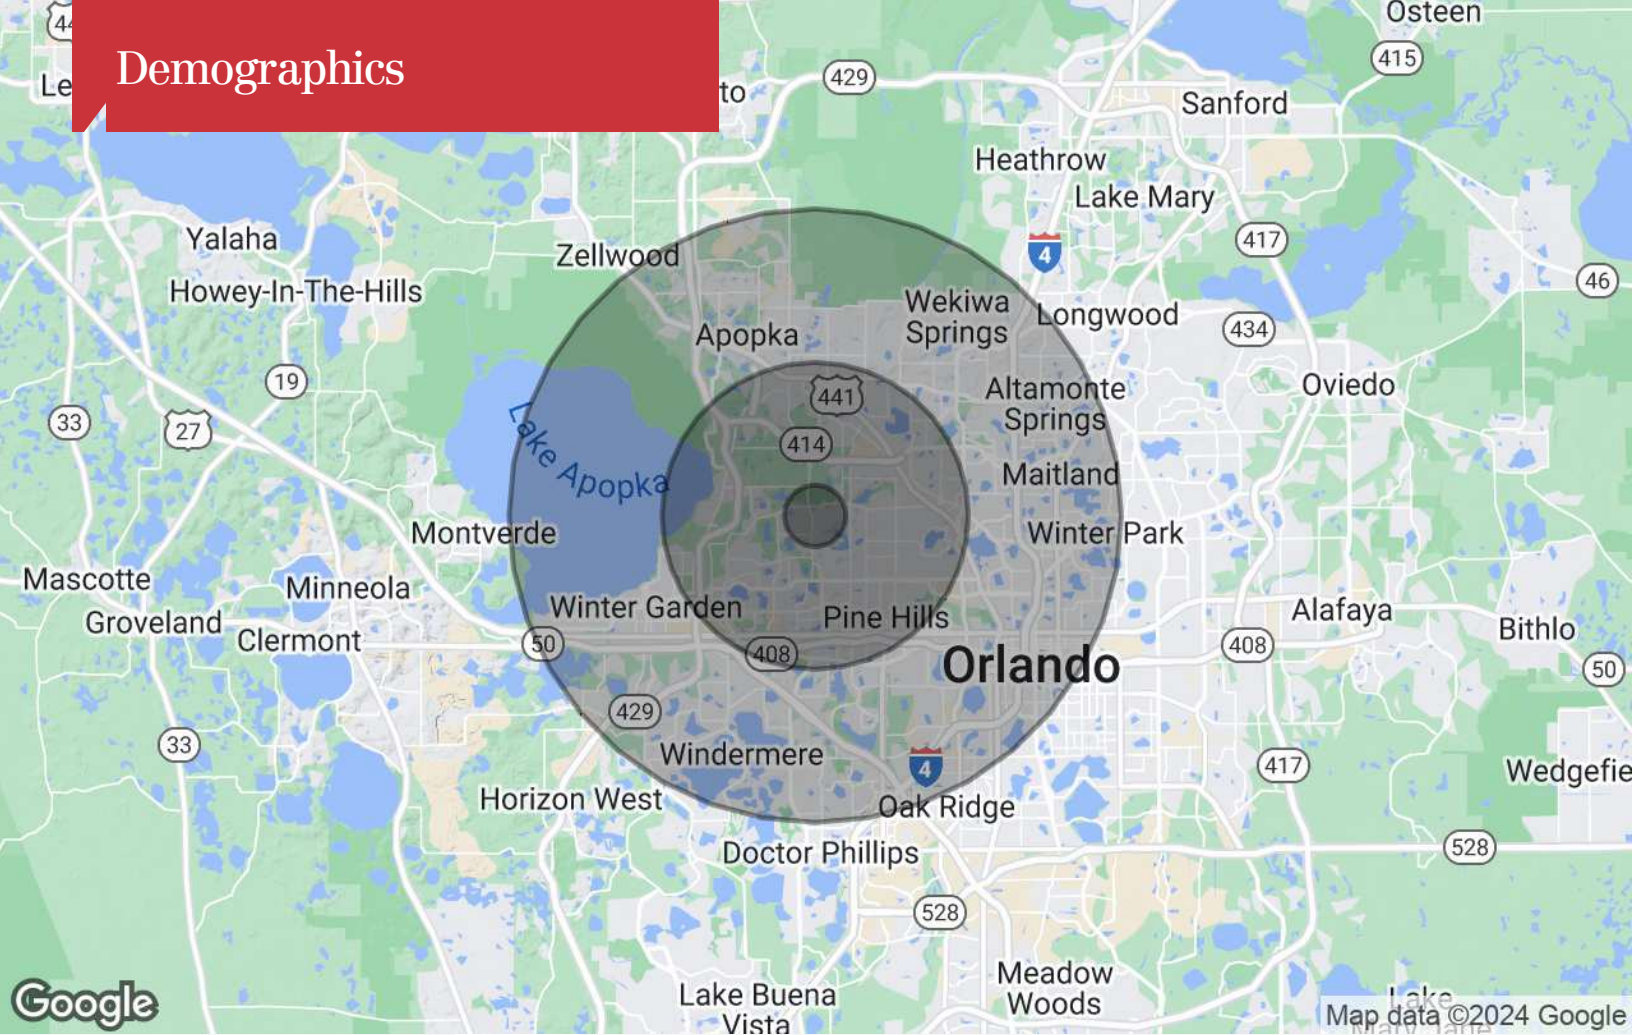 Demographics
44
Le
to
429
Osteen
415
Sanford
Heathrow
Lake Mary
417
4
Yalaha
Zellwood
46
Howey-In-The-Hills
Wekiwa
Springs
Longwood
434
Apopka
19
441
Altamonte
Springs
Oviedo
33
27
414
Lake Apopka
Maitland
Montverde
Winter Park
Mascotte
Minneola
Winter Garden
Pine Hills
Alafaya
Groveland
Clermont
50
408
Orlando
408
Bithlo
50
429
33
Windermere
4
417
Wedgefie
Horizon West
Oak Ridge
Doctor Phillips
528
528
Meadow
Woods
Lake Buena
Vista
Lake
Google
Map data ©2024 Google